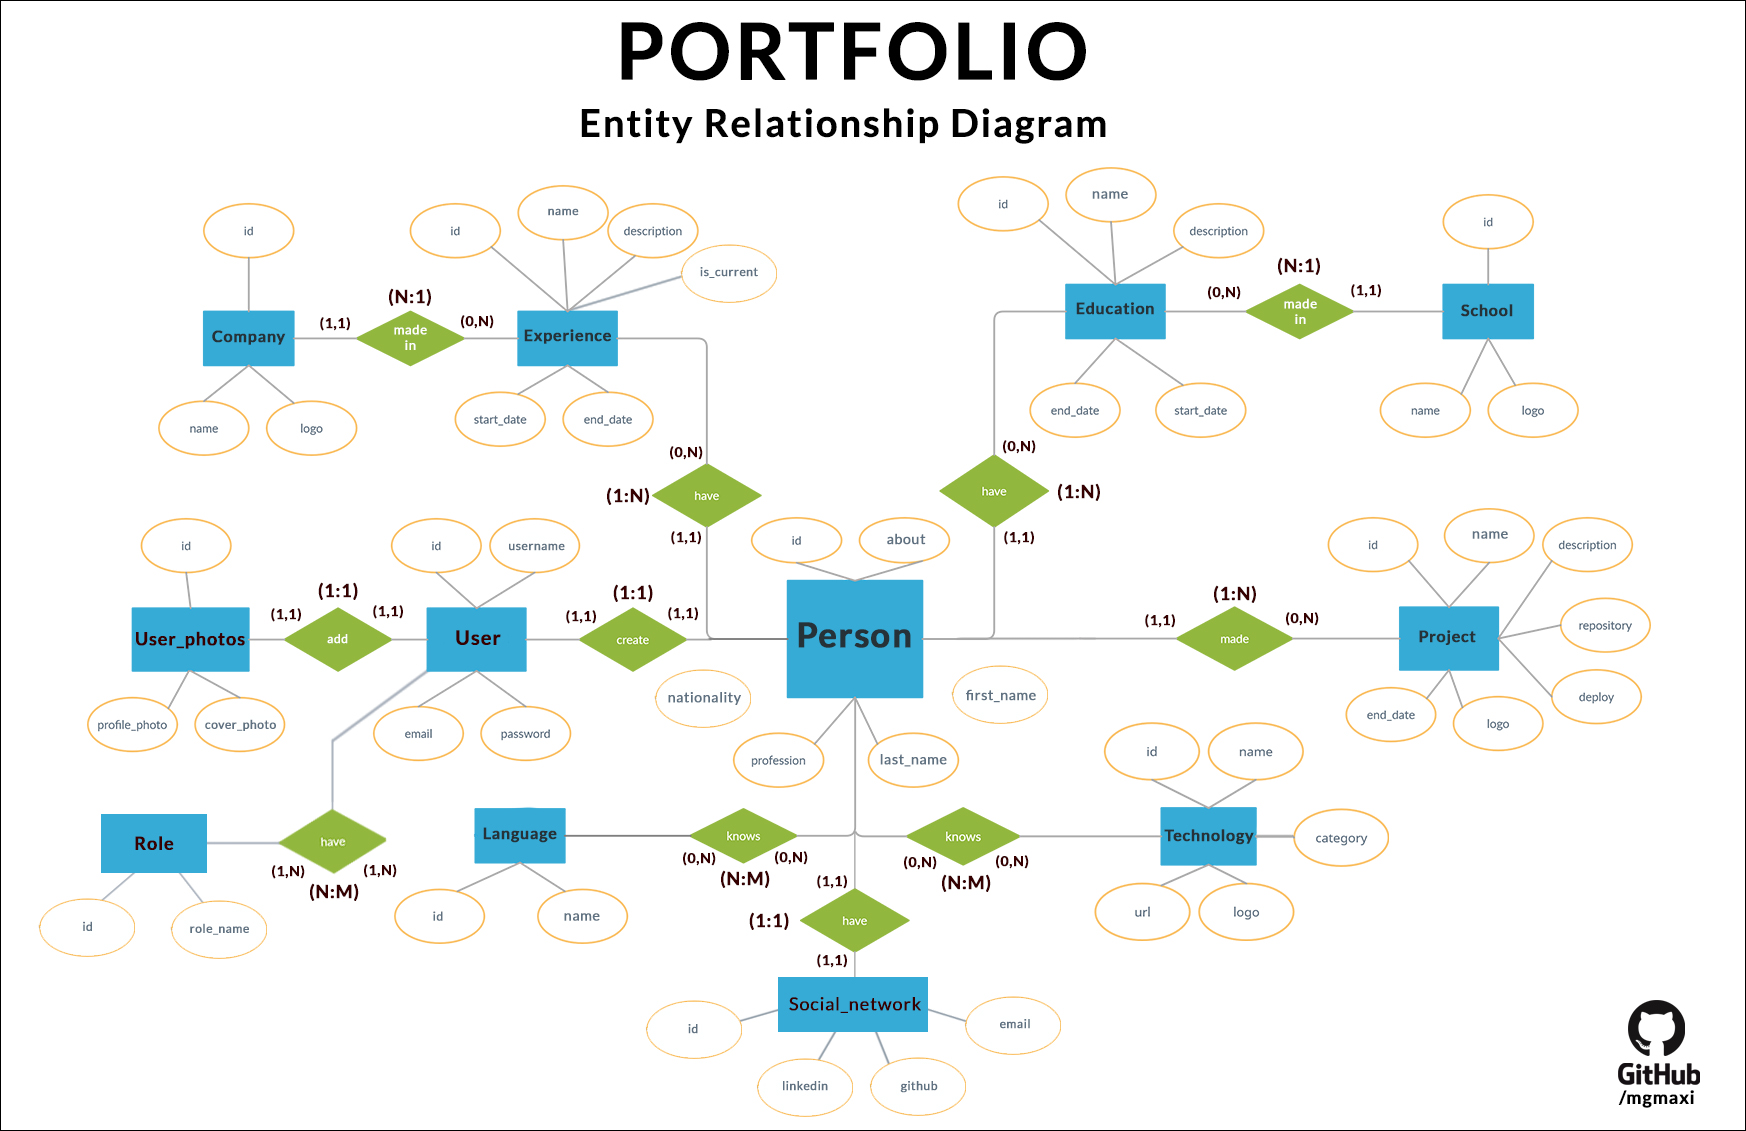 PORTFOLIO
Entity Relationship Diagram
id
id
name
description
is_current
Company
(1,1)
(N:1)
made
in
(0,N)
Experience
name
logo
start_date
end_date
(0,N)
(1:N)
have
(1,1)
id
name
description
Education
(0,N)
(N:1)
made
in
(1,1)
id
School
end_date
start_date
name
logo
(0,N)
have
(1:N)
(1,1)
id
User_photos
profile_photo
cover_photo
(1,1)
(1:1)
add
(1,1)
id
username
User
email
password
(1,1)
(1:1)
create
(1,1)
id
about
Person
nationality
first_name
profession
last_name
(1,1)
(1:N)
made
(0,N)
id
name
description
Project
repository
deploy
end_date
logo
Role
id
role_name
have
(1,N)
(1,N)
(N:M)
Language
id
name
knows
(0,N)
(0,N)
(N:M)
knows
(0,N)
(0,N)
(N:M)
id
name
Technology
category
url
logo
(1,1)
(1:1)
have
(1,1)
Social_network
id
linkedin
github
email
GitHub
/mgmaxi